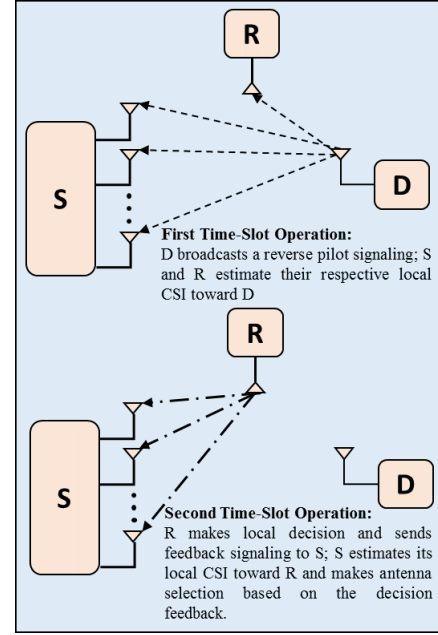 R
S
D
First Time-Slot Operation:
D broadcasts a reverse pilot signaling; S
and R estimate their respective local
CSI toward D
R
S
D
Second Time-Slot Operation:
R makes local decision and sends
feedback signaling to S; S estimates its
local CSI toward R and makes antenna
selection based on the decision
feedback.